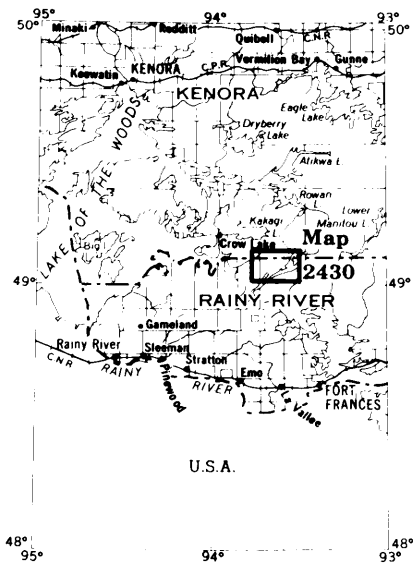 94°
50°
93°
Minaki
Redditt
Quibell
C.N.R
Vermilion Bay
Gunne
Keewatin
KENORA
C.P.R.
KENORA
Eagle Lake
Dryberry Lake
Atikwa L
LAKE OF THE WOODS
Rowan L
Lower Manitou L
Kakagi L
Crow Lake
Map 2430
Big I
49°
49°
RAINY RIVER
Gameland
Rainy River
Sleeman
Stratton
CNR
RAINY RIVER
Pinewood
Emo
La Vallee
FORT FRANCES
U.S.A.
48°
48°
95°
94°
93°